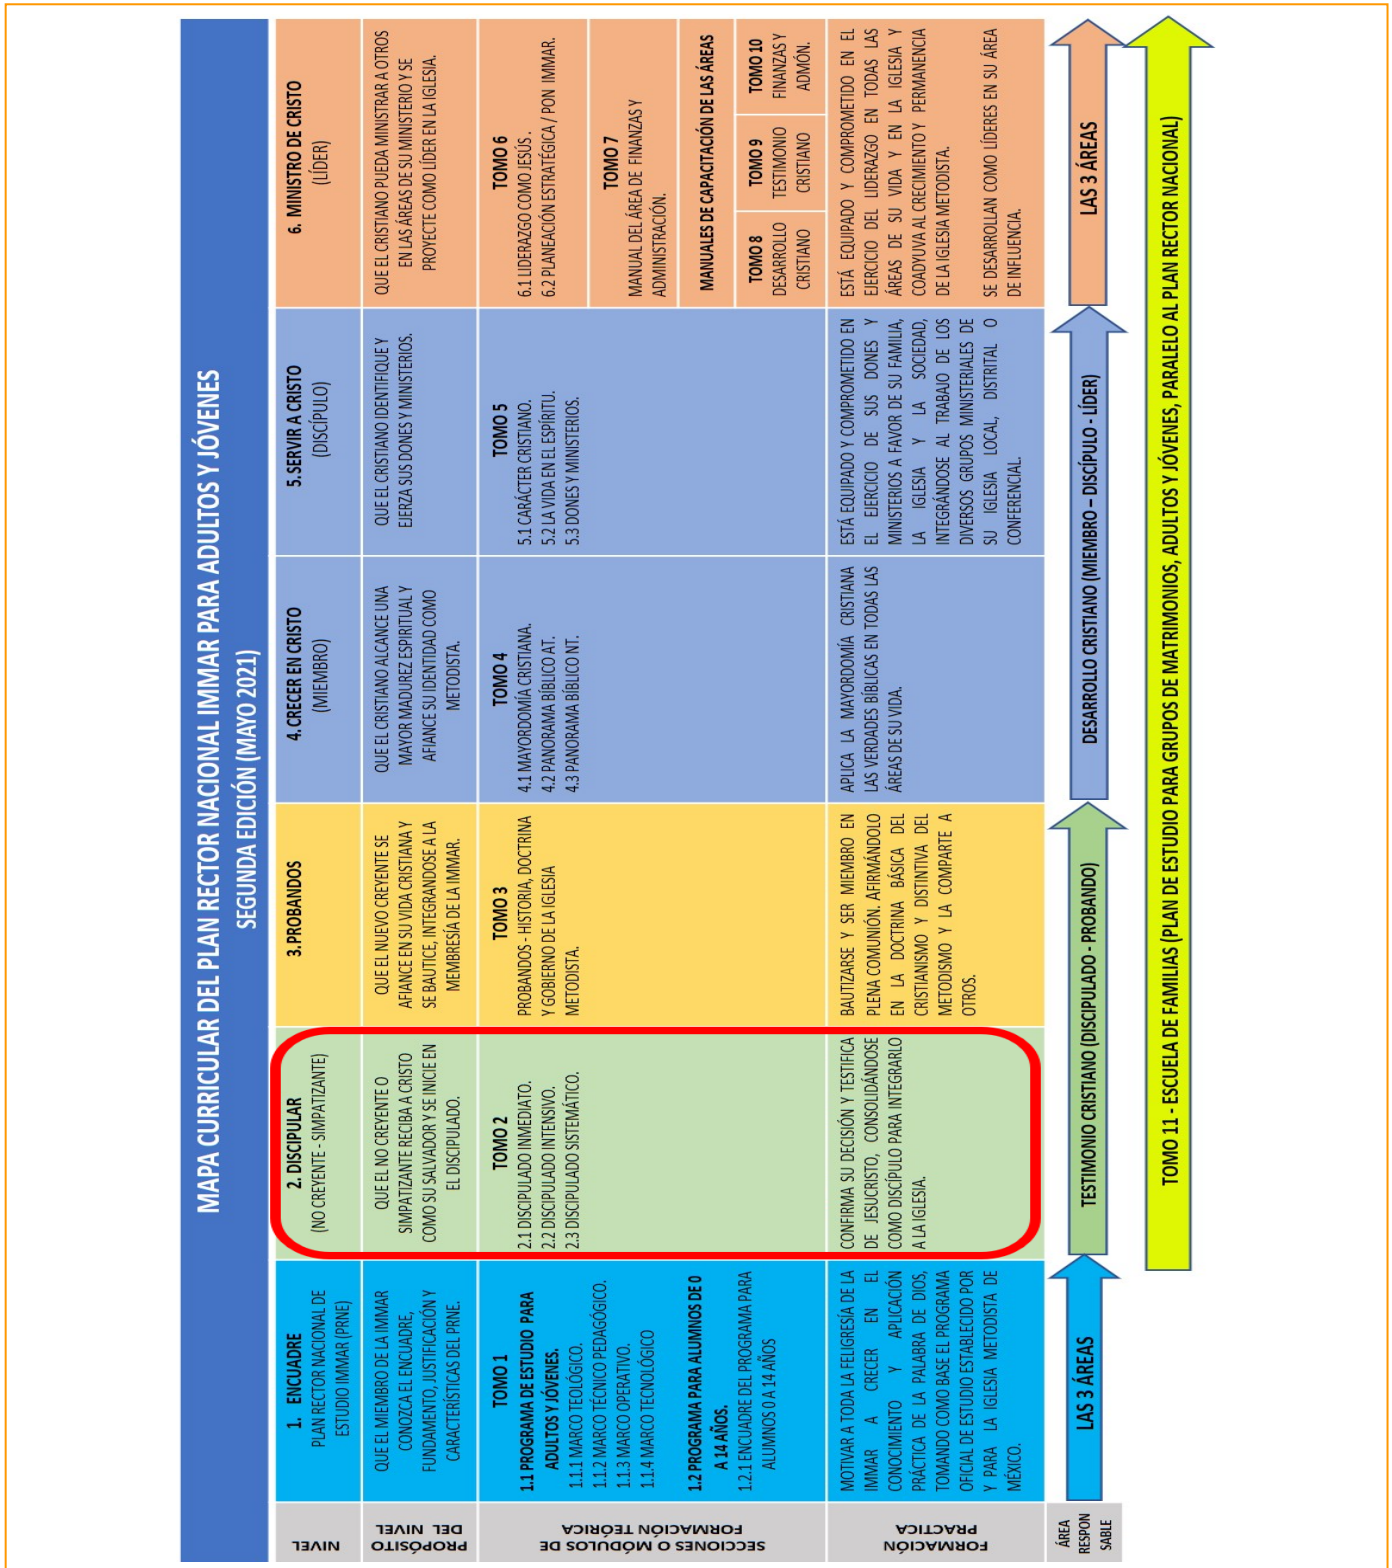 MAPA CURRICULAR DEL PLAN RECTOR NACIONAL IMMAR PARA ADULTOS Y JÓVENES
SEGUNDA EDICIÓN (MAYO 2021)
NIVEL
1. ENCUADRE
PLAN RECTOR NACIONAL DE
ESTUDIO IMMAR (PRNE)
2. DISCIPULAR
(NO CREYENTE - SIMPATIZANTE)
3.PROBANDOS
4.CRECER EN CRISTO
(MIEMBRO)
5.SERVIR A CRISTO
(DISCÍPULO)
6. MINISTRO DE CRISTO
(LÍDER)
PROPÓSITO
DEL NIVEL
QUE EL MIEMBRO DE LA IMMAR
CONOZCA EL ENCUADRE,
FUNDAMENTO, JUSTIFICACIÓN Y
CARACTERÍSTICAS DEL PRNE.
QUE EL NO CREYENTE O
SIMPATIZANTE RECIBA A CRISTO
COMO SU SALVADOR Y SE INICIE EN
EL DISCIPULADO.
QUE EL NUEVO CREYENTE SE
AFIANCE EN SU VIDA CRISTIANA Y
SE BAUTICE, INTEGRANDOSE A LA
MEMBRESÍA DE LA IMMAR.
QUE EL CRISTIANO ALCANCE UNA
MAYOR MADUREZ ESPIRITUAL Y
AFIANCE SU IDENTIDAD COMO
METODISTA.
QUE EL CRISTIANO IDENTIFIQUE Y
EJERZA SUS DONES Y MINISTERIOS.
QUE EL CRISTIANO PUEDA MINISTRAR A OTROS
EN LAS ÁREAS DE SU MINISTERIO Y SE
PROYECTE COMO LÍDER EN LA IGLESIA.
SECCIONES O MÓDULOS DE
FORMACIÓN TEÓRICA
TOMO 1
1.1 PROGRAMA DE ESTUDIO PARA
ADULTOS Y JÓVENES.
1.1.1 MARCO TEOLÓGICO.
1.1.2 MARCO TÉCNICO PEDAGÓGICO.
1.1.3 MARCO OPERATIVO.
1.1.4 MARCO TECNOLÓGICO
1.2 PROGRAMA PARA ALUMNOS DE 0
A 14 AÑOS.
1.2.1 ENCUADRE DEL PROGRAMA PARA
ALUMNOS 0 A 14 AÑOS
TOMO 2
2.1 DISCIPULADO INMEDIATO.
2.2 DISCIPULADO INTENSIVO.
2.3 DISCIPULADO SISTEMÁTICO.
TOMO 3
PROBANDOS - HISTORIA, DOCTRINA
Y GOBIERNO DE LA IGLESIA
METODISTA.
TOMO 4
4.1 MAYORDOMÍA CRISTIANA.
4.2 PANORAMA BÍBLICO AT.
4.3 PANORAMA BÍBLICO NT.
TOMO 5
5.1 CARÁCTER CRISTIANO.
5.2 LA VIDA EN EL ESPÍRITU.
5.3 DONES Y MINISTERIOS.
TOMO 6
6.1 LIDERAZGO COMO JESÚS.
6.2 PLANEACIÓN ESTRATÉGICA / PON IMMAR.
TOMO 7
MANUAL DEL ÁREA DE FINANZAS Y
ADMINISTRACIÓN.
MANUALES DE CAPACITACIÓN DE LAS ÁREAS
TOMO 8
DESARROLLO
CRISTIANO
TOMO 9
TESTIMONIO
CRISTIANO
TOMO 10
FINANZAS Y
ADMÓN.
FORMACIÓN
PRACTICA
MOTIVAR A TODA LA FELIGRESÍA DE LA
IMMAR A CRECER EN EL
CONOCIMIENTO Y APLICACIÓN
PRÁCTICA DE LA PALABRA DE DIOS,
TOMANDO COMO BASE EL PROGRAMA
OFICIAL DE ESTUDIO ESTABLECIDO POR
Y PARA LA IGLESIA METODISTA DE
MÉXICO.
CONFIRMA SU DECISIÓN Y TESTIFICA
DE JESUCRISTO, CONSOLIDÁNDOSE
COMO DISCÍPULO PARA INTEGRARLO
A LA IGLESIA.
BAUTIZARSE Y SER MIEMBRO EN
PLENA COMUNIÓN. AFIRMÁNDOLO
EN LA DOCTRINA BÁSICA DEL
CRISTIANISMO Y DISTINTIVA DEL
METODISMO Y LA COMPARTE A
OTROS.
APLICA LA MAYORDOMÍA CRISTIANA
LAS VERDADES BÍBLICAS EN TODAS LAS
ÁREAS DE SU VIDA.
ESTÁ EQUIPADO Y COMPROMETIDO EN
EL EJERCICIO DE SUS DONES Y
MINISTERIOS A FAVOR DE SU FAMILIA,
LA IGLESIA Y LA SOCIEDAD,
INTEGRÁNDOSE AL TRABAJO DE LOS
DIVERSOS GRUPOS MINISTERIALES DE
SU IGLESIA LOCAL, DISTRITAL O
CONFERENCIAL.
ESTÁ EQUIPADO Y COMPROMETIDO EN EL
EJERCICIO DEL LIDERAZGO EN TODAS LAS
ÁREAS DE SU VIDA Y EN LA IGLESIA Y
COADYUVA AL CRECIMIENTO Y PERMANENCIA
DE LA IGLESIA METODISTA.
SE DESARROLLAN COMO LÍDERES EN SU ÁREA
DE INFLUENCIA.
ÁREA
RESPON
SABLE
LAS 3 ÁREAS
TESTIMONIO CRISTIANO (DISCIPULADO - PROBANDO)
DESARROLLO CRISTIANO (MIEMBRO – DISCÍPULO - LÍDER)
LAS 3 ÁREAS
TOMO 11 - ESCUELA DE FAMILIAS (PLAN DE ESTUDIO PARA GRUPOS DE MATRIMONIOS, ADULTOS Y JÓVENES, PARALELO AL PLAN RECTOR NACIONAL)